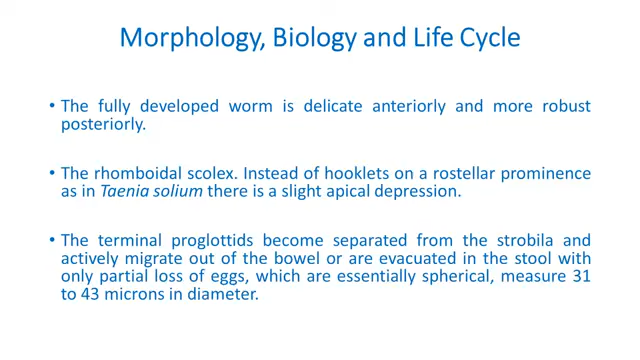 Morphology, Biology and Life Cycle
• The fully developed worm is delicate anteriorly and more robust
posteriorly.
• The rhomboidal scolex. Instead of hooklets on a rostellar prominence
as in Taenia solium there is a slight apical depression.
• The terminal proglottids become separated from the strobila and
actively migrate out of the bowel or are evacuated in the stool with
only partial loss of eggs, which are essentially spherical, measure 31
to 43 microns in diameter.